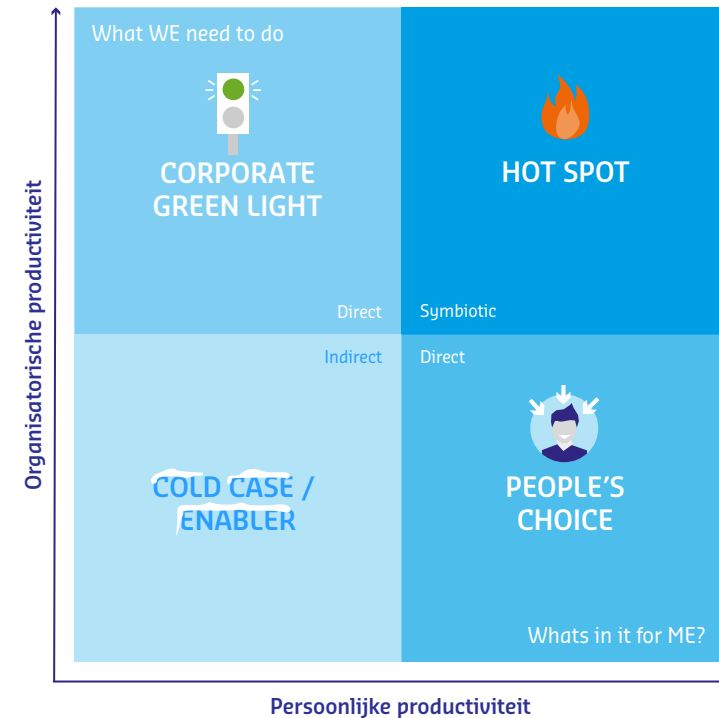 What WE need to do
CORPORATE
GREEN LIGHT
HOT SPOT
Direct
Symbiotic
Indirect
Direct
COLD CASE /
ENABLER
PEOPLE'S
CHOICE
Whats in it for ME?
Organisatorische productiviteit
Persoonlijke productiviteit